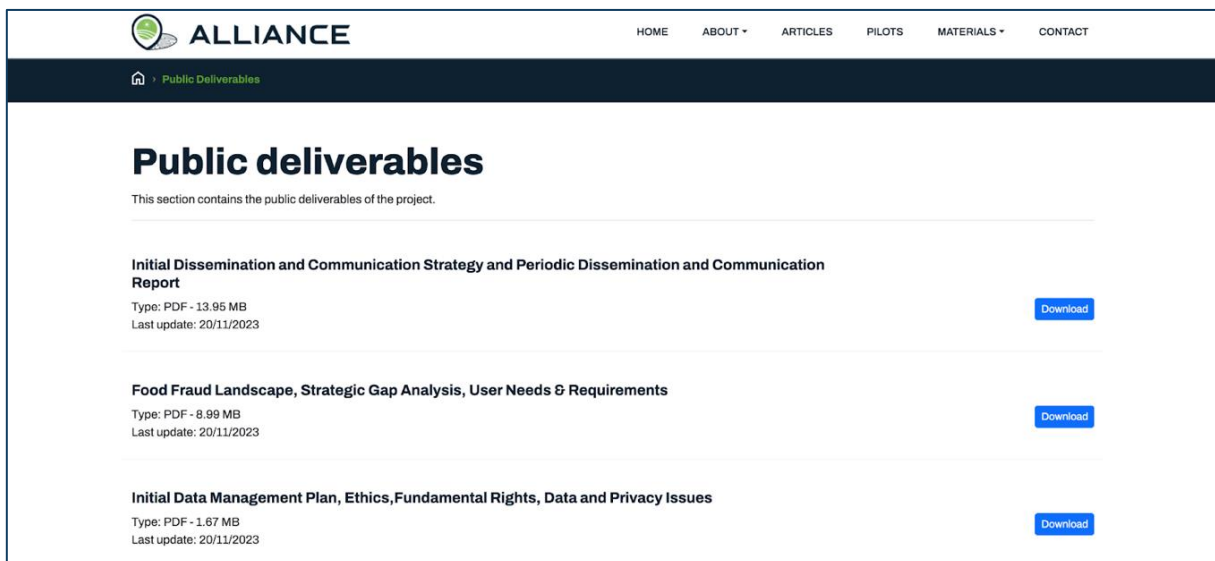 ALLIANCE
HOME ABOUT ARTICLES PILOTS MATERIALS CONTACT
Public Deliverables
Public deliverables
This section contains the public deliverables of the project.
Initial Dissemination and Communication Strategy and Periodic Dissemination and Communication
Report
Type: PDF - 13.95 MB
Download
Last update: 20/11/2023
Food Fraud Landscape, Strategic Gap Analysis, User Needs & Requirements
Type: PDF - 8.99 MB
Download
Last update: 20/11/2023
Initial Data Management Plan, Ethics,Fundamental Rights, Data and Privacy Issues
Type: PDF - 1.67 MB
Download
Last update: 20/11/2023